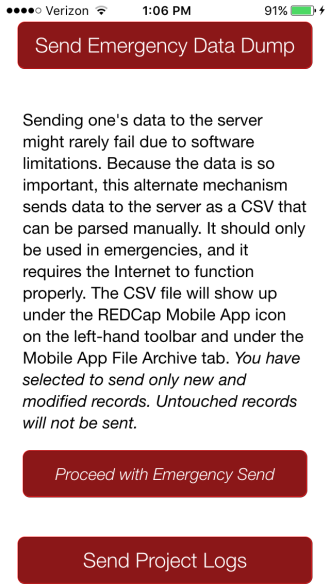 Verizon 1:06 PM 91%
Send Emergency Data Dump
Sending one's data to the server
might rarely fail due to software
limitations. Because the data is so
important, this alternate mechanism
sends data to the server as a CSV that
can be parsed manually. It should only
be used in emergencies, and it
requires the Internet to function
properly. The CSV file will show up
under the REDCap Mobile App icon
on the left-hand toolbar and under the
Mobile App File Archive tab. You have
selected to send only new and
modified records. Untouched records
will not be sent.
Proceed with Emergency Send
Send Project Logs